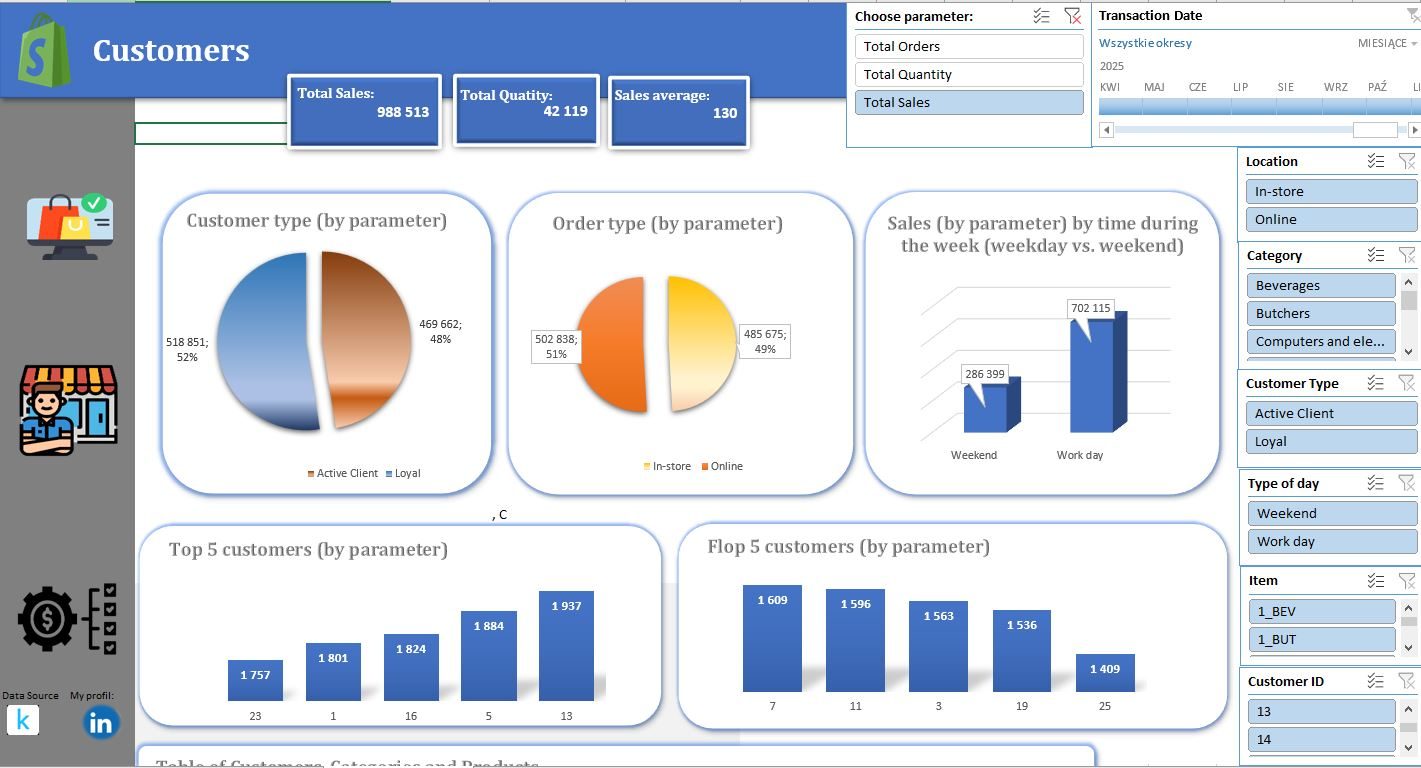 Customers
Total Sales:
988 513
Total Quatity:
42 119
Sales average:
130
Choose parameter:
Total Orders
Total Quantity
Total Sales
Transaction Date
Wszystkie okresy
MIESIĄCE
2025
KWI MAJ CZE LIP SIE WRZ PAŹ LI
Customer type (by parameter)
518 851;
52%
469 662;
48%
Active Client Loyal
Order type (by parameter)
502 838;
51%
485 675;
49%
In-store Online
Sales (by parameter) by time during
the week (weekday vs. weekend)
702 115
286 399
Weekend Work day
, C
Top 5 customers (by parameter)
1 757 1 801 1 824 1 884 1 937
23 1 16 5 13
Flop 5 customers (by parameter)
1 609 1 596 1 563 1 536 1 409
7 11 3 19 25
Location
In-store
Online
Category
Beverages
Butchers
Computers and ele...
Customer Type
Active Client
Loyal
Type of day
Weekend
Work day
Item
1_BEV
1_BUT
Customer ID
13
14
Data Source My profil:
k in
Table of Customers, Categories and Products